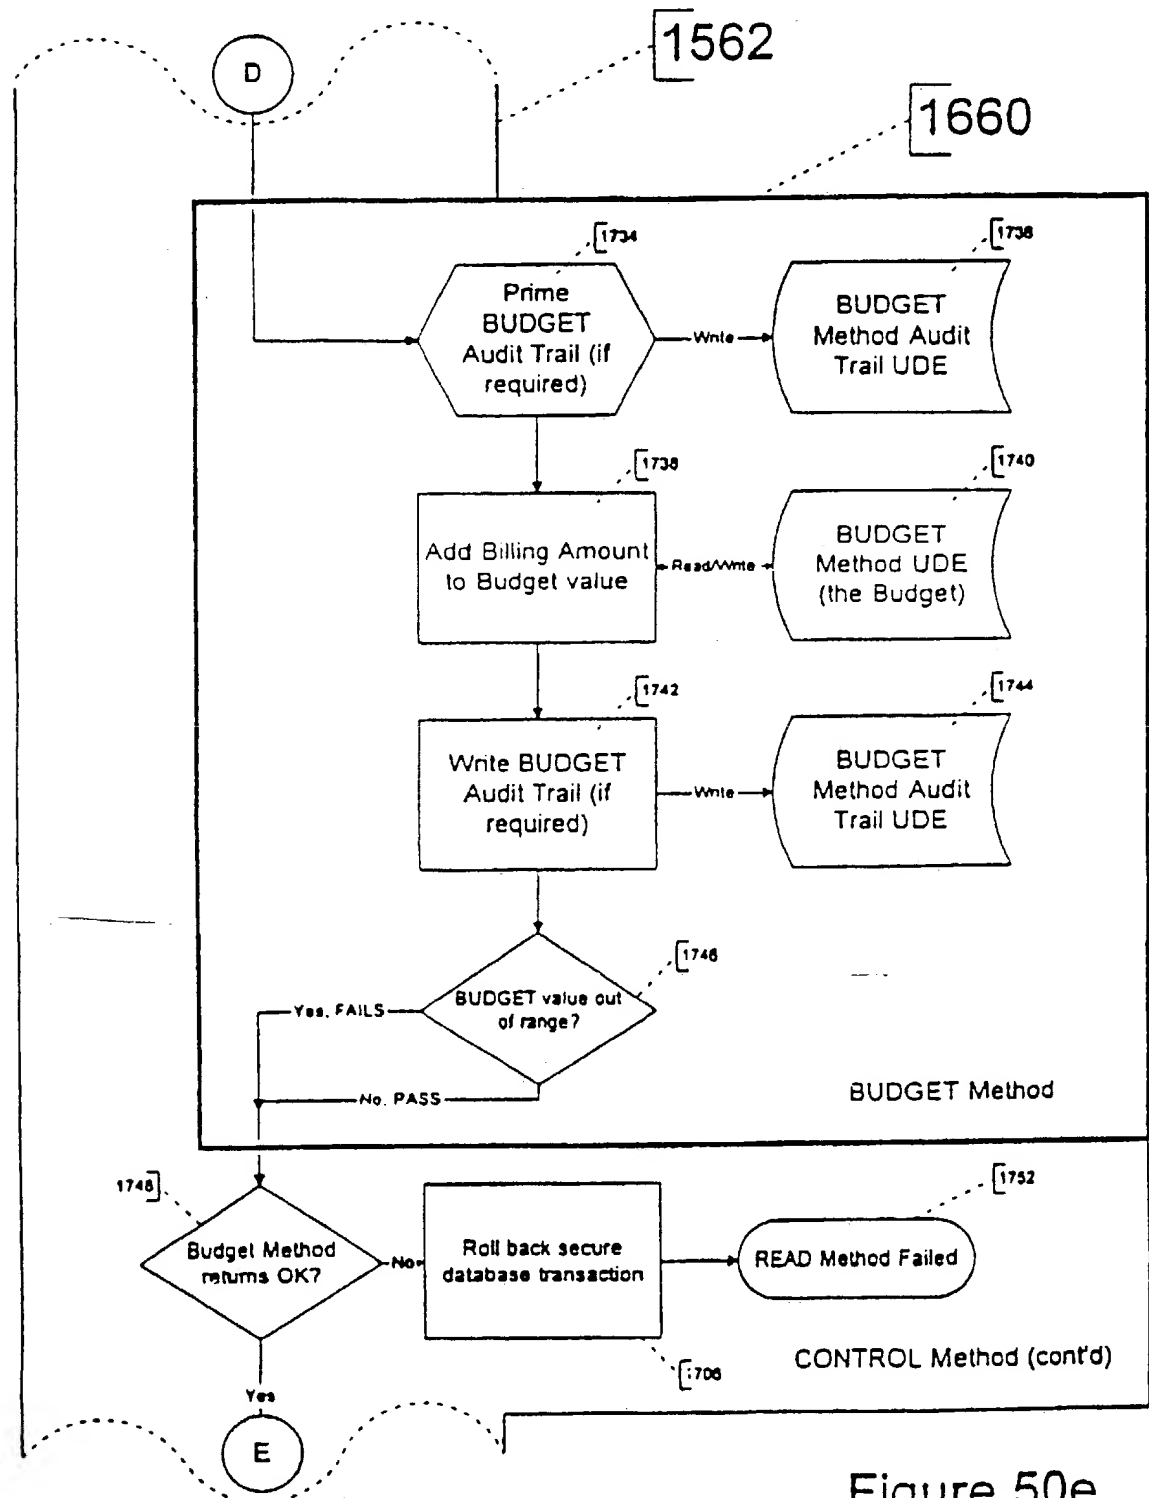 1562
D
1660
1734
1736
Prime
BUDGET
Audit Trail (if
required)
Write
BUDGET
Method Audit
Trail UDE
1738
1740
Add Billing Amount
to Budget value
Read/Write
BUDGET
Method UDE
(the Budget)
1742
1744
Write BUDGET
Audit Trail (if
required)
Write
BUDGET
Method Audit
Trail UDE
1746
BUDGET value out
of range?
Yes, FAILS
No, PASS
BUDGET Method
1748
1752
Budget Method
returns OK?
No
Roll back secure
database transaction
READ Method Failed
1706
CONTROL Method (cont'd)
Yes
E
Figure 50e